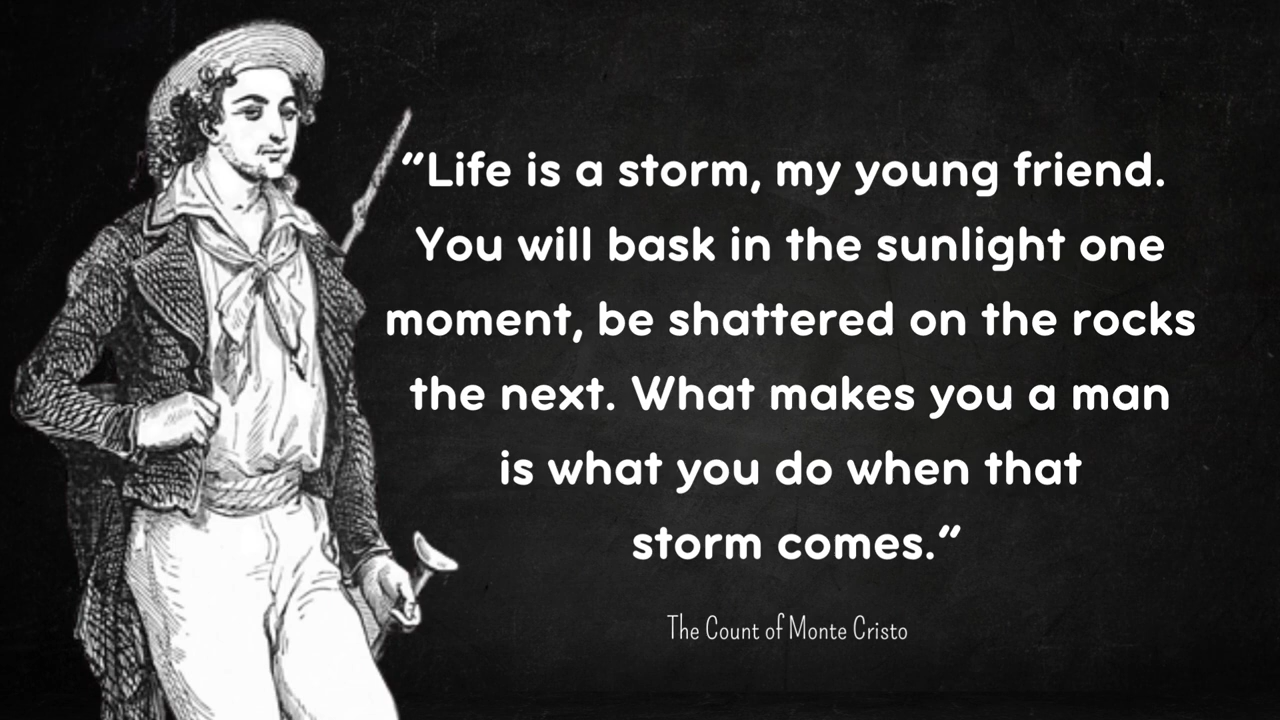 “Life is a storm, my young friend.
You will bask in the sunlight one
moment, be shattered on the rocks
the next. What makes you a man
is what you do when that
storm comes.”
The Count of Monte Cristo